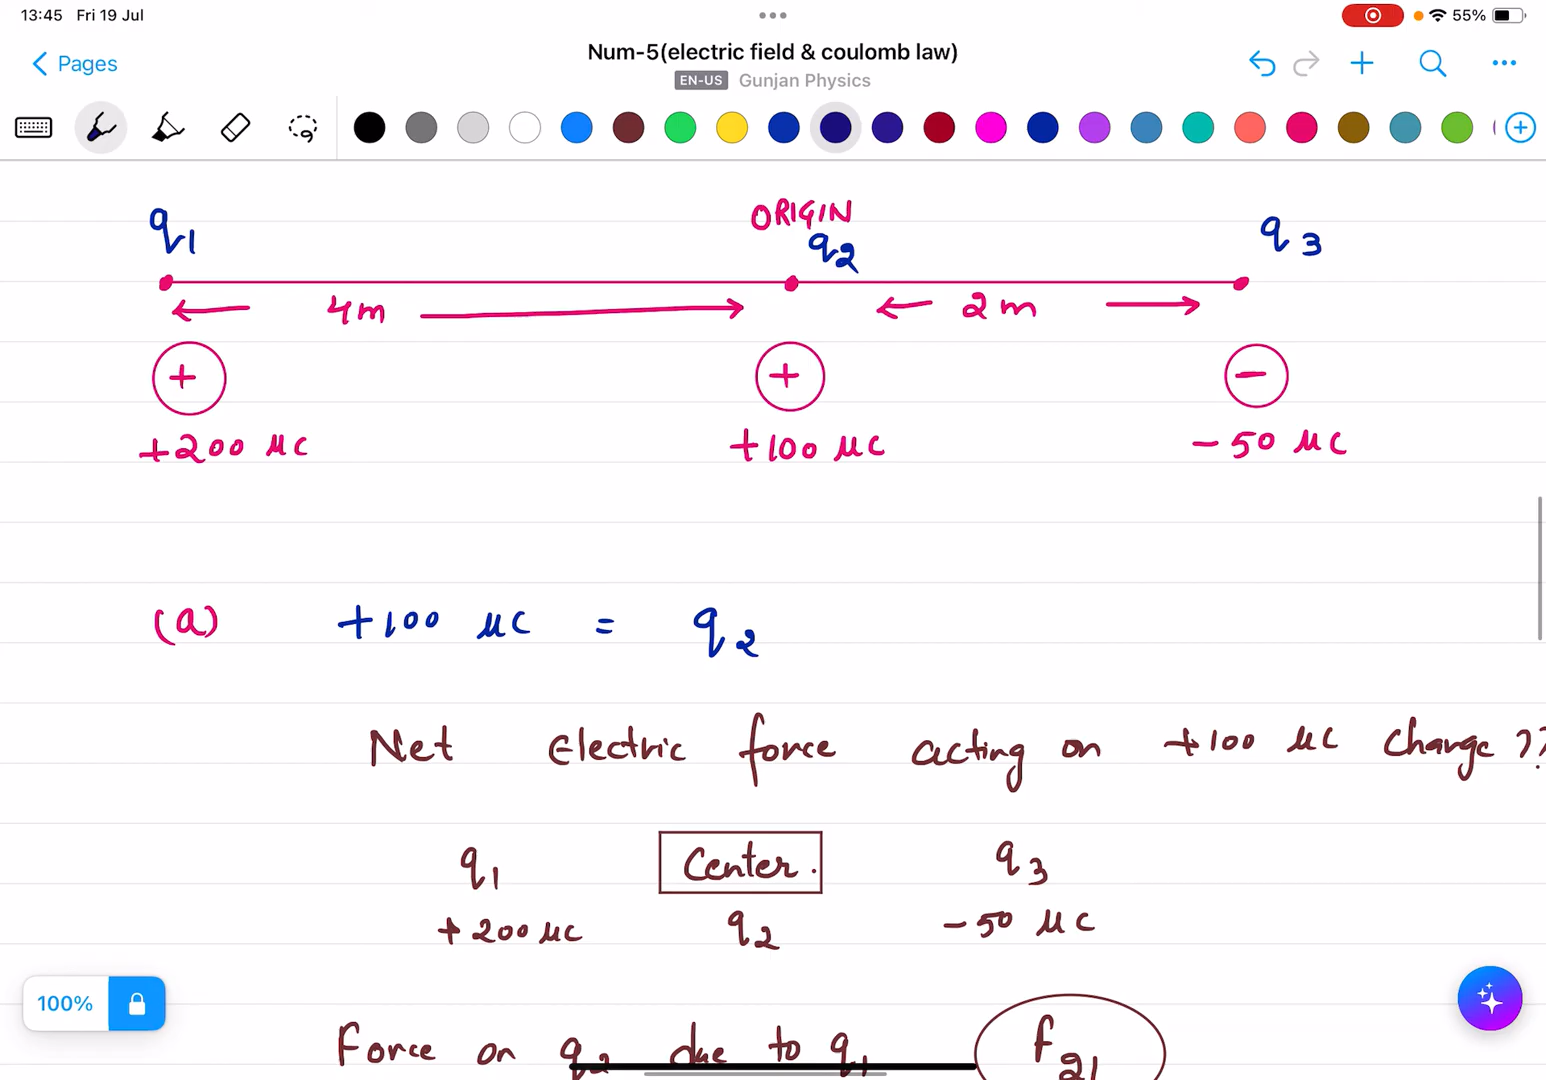 13:45 Fri 19 Jul
55%
Pages
Num-5(electric field & coulomb law)
EN-US Gunjan Physics
ORIGIN
q1 q2 q3
4m 2m
+ + -
+200 μC +100 μC -50 μC
(a) +100 μC = q2
Net Electric force acting on +100 μC Charge ??
q1 Center. q3
+200 μC q2 -50 μC
100%
Force on q2 due to q1 F21